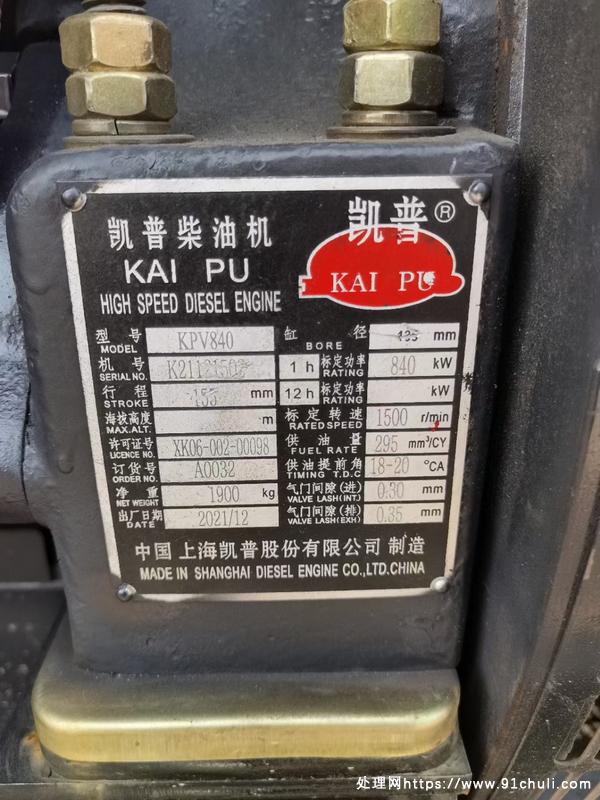 凯普柴油机
KAI PU
HIGH SPEED DIESEL ENGINE
凯普®
KAI PU
型号 MODEL KPV840
缸径 BORE mm
机号 SERIAL NO.
1h 标定功率 RATING 840 kW
行程 STROKE 155 mm
12h 标定功率 RATING kW
海拔高度 MAX.ALT. m
标定转速 RATED SPEED 1500 r/min
许可证号 LICENCE NO. XK06-002-00098
供油量 FUEL RATE 295 mm³/CY
订货号 ORDER NO. A0032
供油提前角 TIMING T.D.C 18-20 °CA
净重 NET WEIGHT 1900 kg
气门间隙(进) VALVE LASH(INT) 0.30 mm
出厂日期 DATE 2021/12
气门间隙(排) VALVE LASH(EXH) 0.35 mm
中国上海凯普股份有限公司 制造
MADE IN SHANGHAI DIESEL ENGINE CO.,LTD.CHINA
处理网https://www.91chuli.com